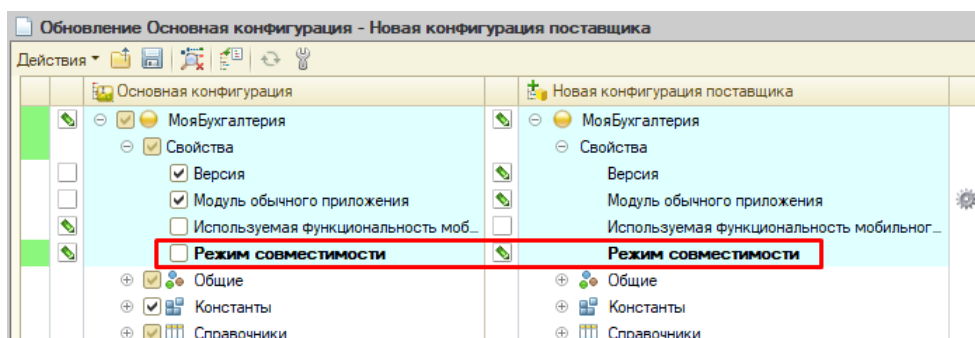 Обновление Основная конфигурация - Новая конфигурация поставщика
Действия
Основная конфигурация Новая конфигурация поставщика
МояБухгалтерия МояБухгалтерия
Свойства Свойства
Версия Версия
Модуль обычного приложения Модуль обычного приложения
Используемая функциональность моб... Используемая функциональность мобильног...
Режим совместимости Режим совместимости
Общие Общие
Константы Константы
Справочники Справочники